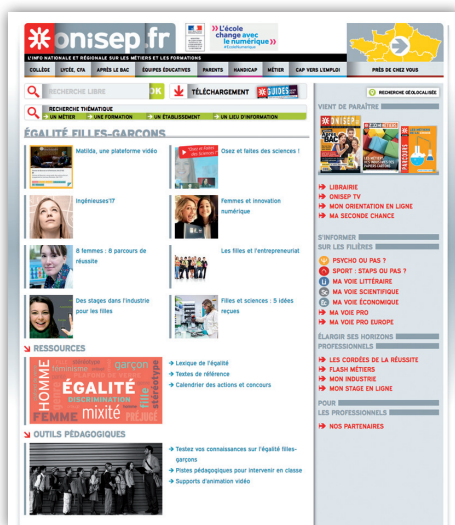 onisep.fr
L'école
change avec
le numérique
#EcoleNumerique
L'INFO NATIONALE ET RÉGIONALE SUR LES MÉTIERS ET LES FORMATIONS
COLLÈGE LYCÉE, CFA APRÈS LE BAC ÉQUIPES ÉDUCATIVES PARENTS HANDICAP MÉTIER CAP VERS L'EMPLOI PRÈS DE CHEZ VOUS
RECHERCHE LIBRE OK TÉLÉCHARGEMENT GUIDES
RECHERCHE GÉOLOCALISÉE
RECHERCHE THÉMATIQUE
UN MÉTIER UNE FORMATION UN ÉTABLISSEMENT UN LIEU D'INFORMATION
ÉGALITÉ FILLES-GARÇONS
Matilda, une plateforme vidéo
Osez et faites des sciences !
Ingénieuses'17
Femmes et innovation
numérique
8 femmes : 8 parcours de
réussite
Les filles et l'entrepreneuriat
Des stages dans l'industrie
pour les filles
Filles et sciences : 5 idées
reçues
RESSOURCES
HOMME
féminisme
garçon
ÉGALITÉ
DISCRIMINATION
FEMME
mixité
PRÉJUGÉ
fille
stéréotype
Lexique de l'égalité
Textes de référence
Calendrier des actions et concours
OUTILS PÉDAGOGIQUES
Testez vos connaissances sur l'égalité filles-
garçons
Pistes pédagogiques pour intervenir en classe
Supports d'animation vidéo
VIENT DE PARAÎTRE
ONISEP
PARCOURS
LIBRAIRIE
ONISEP TV
MON ORIENTATION EN LIGNE
MA SECONDE CHANCE
S'INFORMER
SUR LES FILIÈRES
PSYCHO OU PAS ?
SPORT : STAPS OU PAS ?
MA VOIE LITTÉRAIRE
MA VOIE SCIENTIFIQUE
MA VOIE ÉCONOMIQUE
MA VOIE PRO
MA VOIE PRO EUROPE
ÉLARGIR SES HORIZONS
PROFESSIONNELS
LES CORDÉES DE LA RÉUSSITE
FLASH MÉTIERS
MON INDUSTRIE
MON STAGE EN LIGNE
POUR
LES PROFESSIONNELS
NOS PARTENAIRES